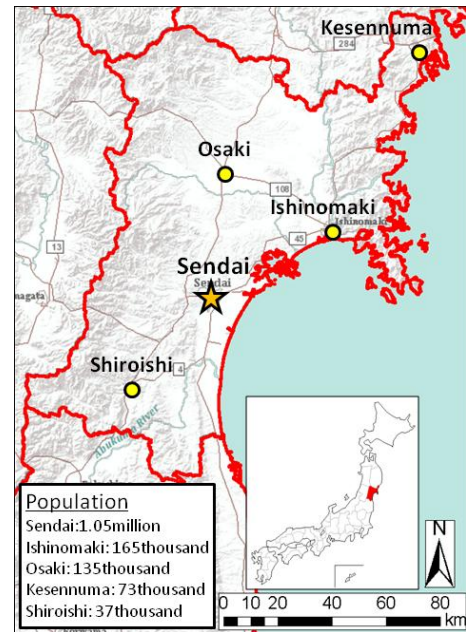 Kesennuma
284
Osaki
108
Ishinomaki
Ishinomaki
45
13
Sendai
Sendai
magata
Shiroishi
4
Abukuma River
Population
Sendai:1.05million
Ishinomaki: 165thousand
Osaki: 135thousand
Kesennuma: 73thousand
Shiroishi: 37thousand
N
0 10 20 40 60 80
km